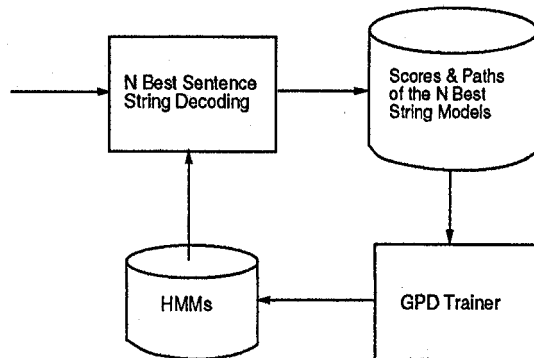 N Best Sentence
String Decoding
Scores & Paths
of the N Best
String Models
HMMs
GPD Trainer